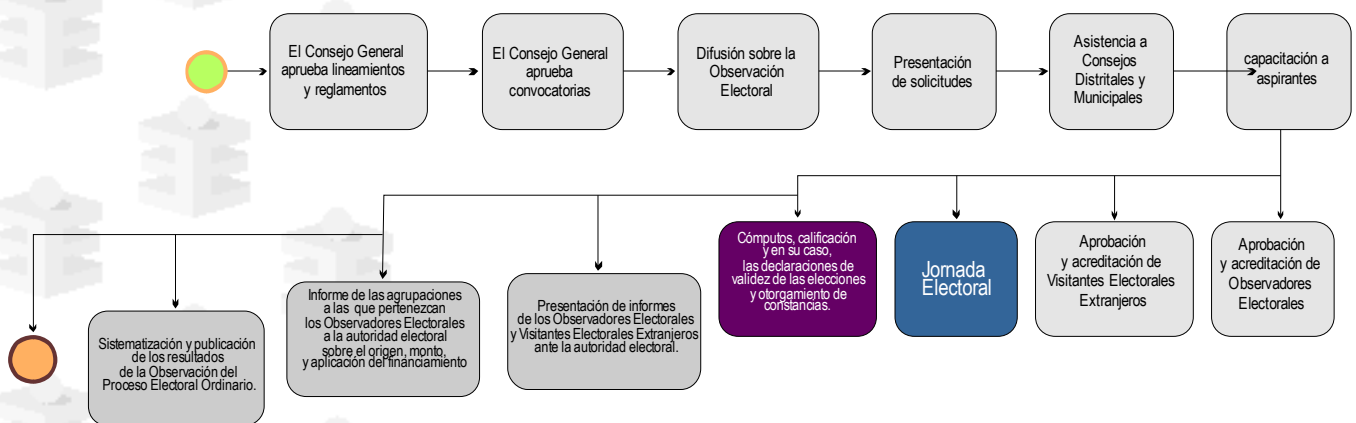 El Consejo General
aprueba lineamientos
y reglamentos
El Consejo General
aprueba
convocatorias
Difusión sobre la
Observación
Electoral
Presentación
de solicitudes
Asistencia a
Consejos
Distritales y
Municipales
capacitación a
aspirantes
Aprobación
y acreditación de
Observadores
Electorales
Aprobación
y acreditación de
Visitantes Electorales
Extranjeros
Jornada
Electoral
Cómputos, calificación
y en su caso,
las declaraciones de
validez de las elecciones
y otorgamiento de
constancias.
Presentación de informes
de los Observadores Electorales
y Visitantes Electorales Extranjeros
ante la autoridad electoral.
Informe de las agrupaciones
a las que pertenezcan
los Observadores Electorales
a la autoridad electoral
sobre el origen, monto,
y aplicación del financiamiento
Sistematización y publicación
de los resultados
de la Observación del
Proceso Electoral Ordinario.